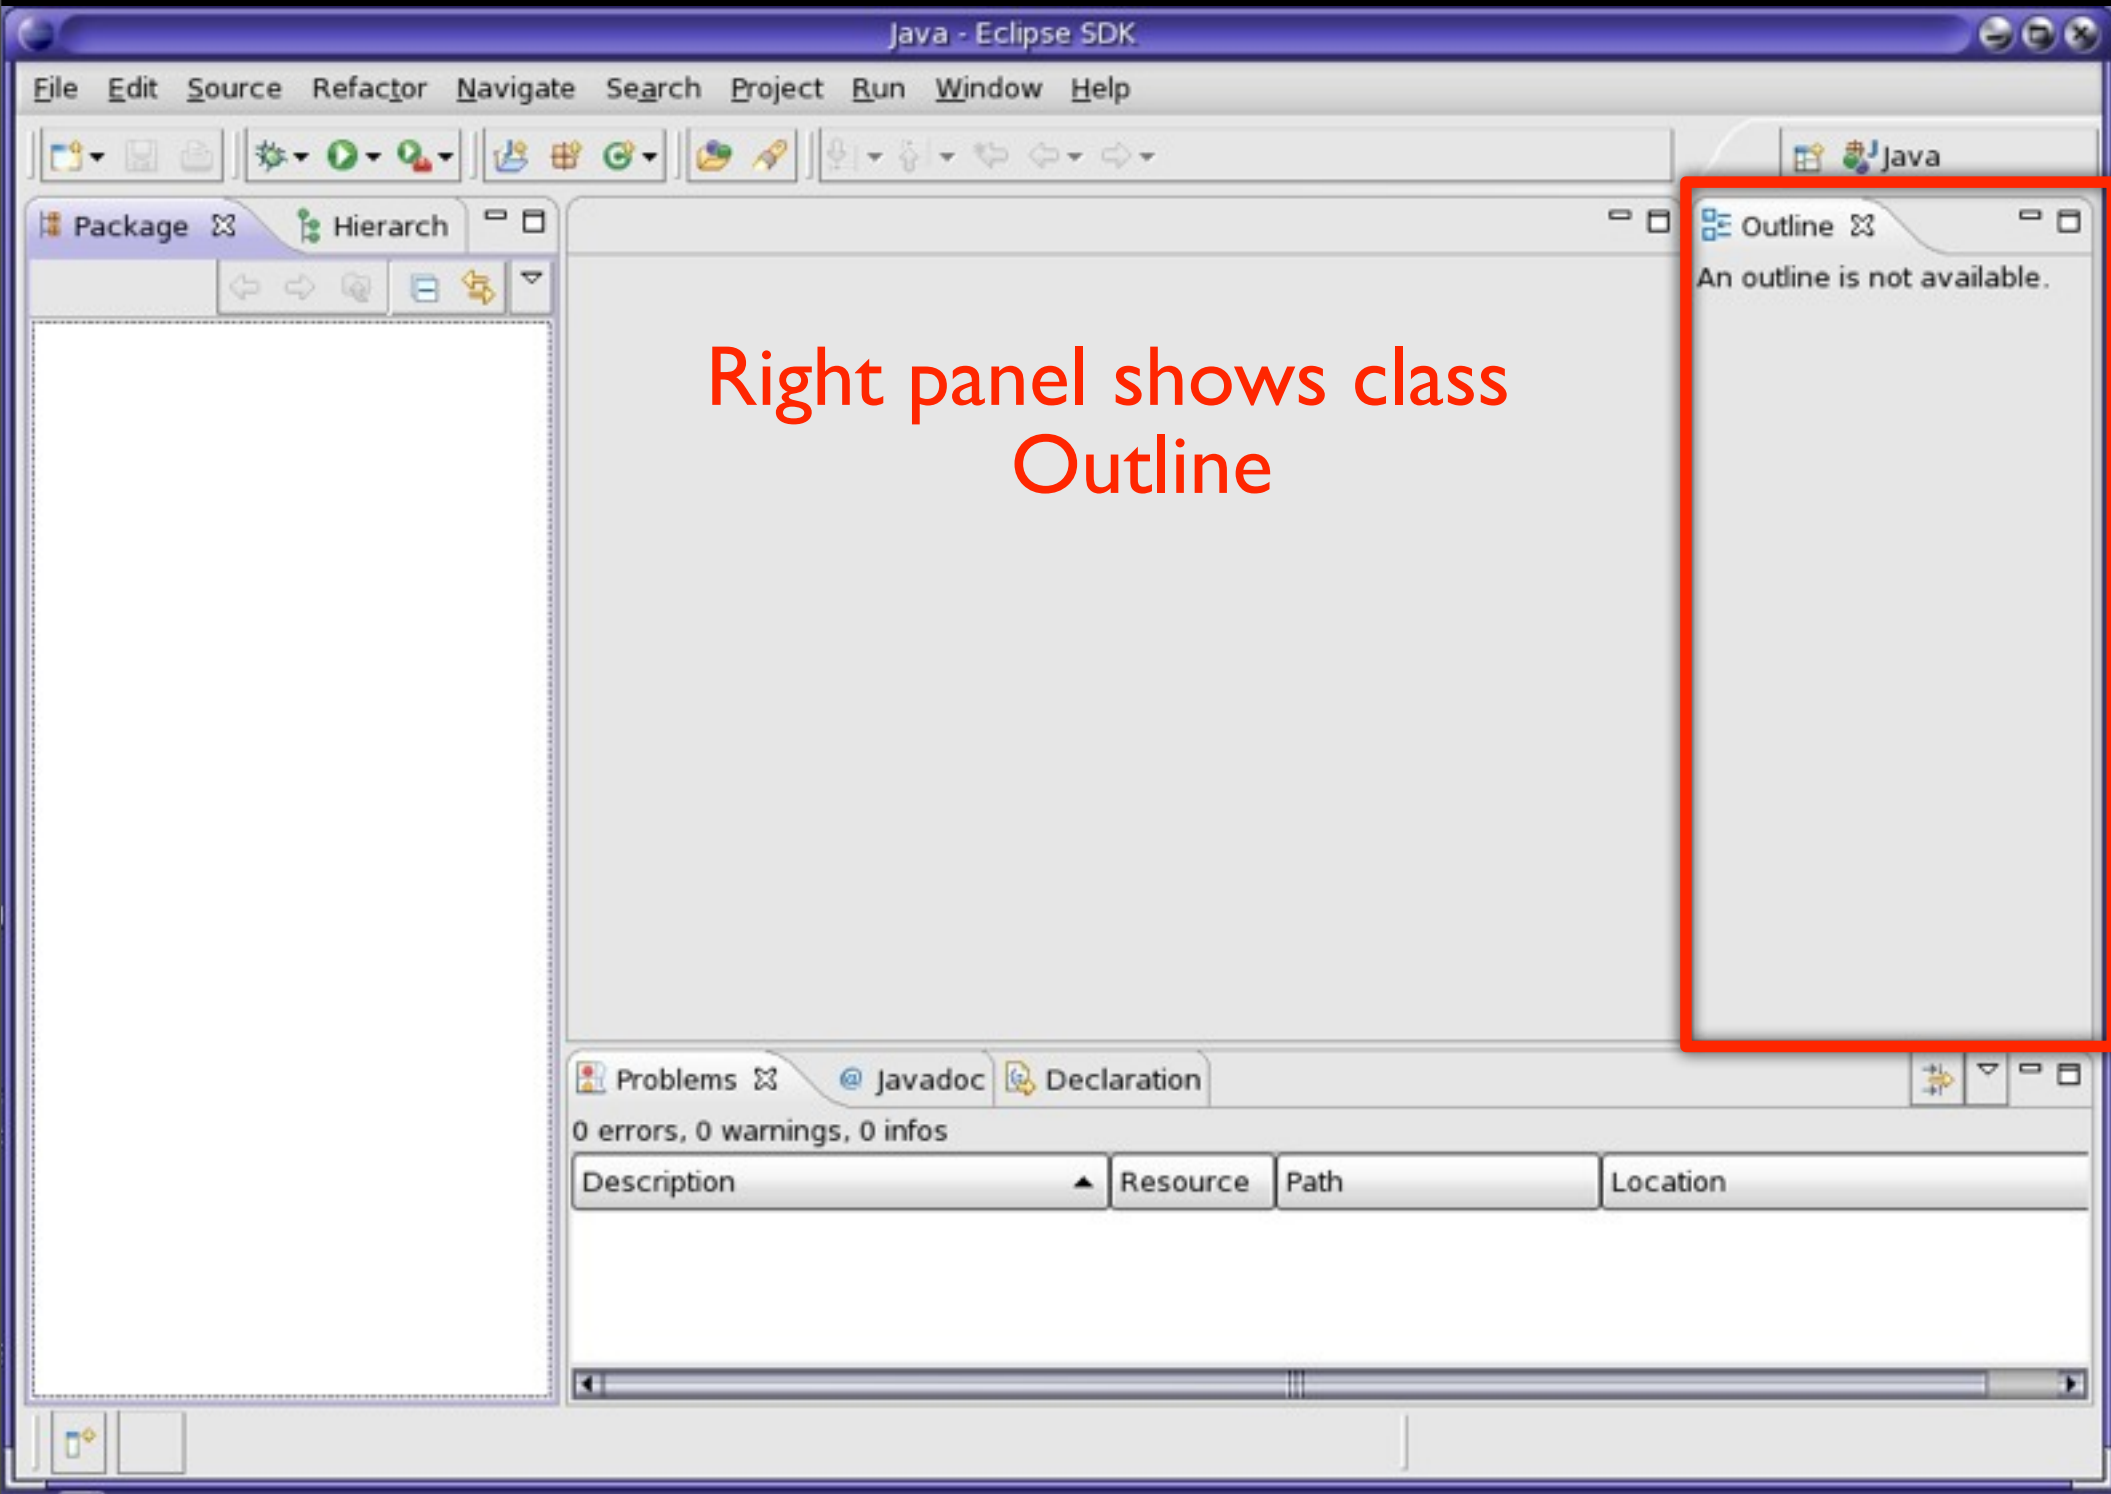 Java - Eclipse SDK
File Edit Source Refactor Navigate Search Project Run Window Help
Java
Package Hierarch
Outline
An outline is not available.
Right panel shows class
Outline
Problems @ Javadoc Declaration
0 errors, 0 warnings, 0 infos
Description Resource Path Location